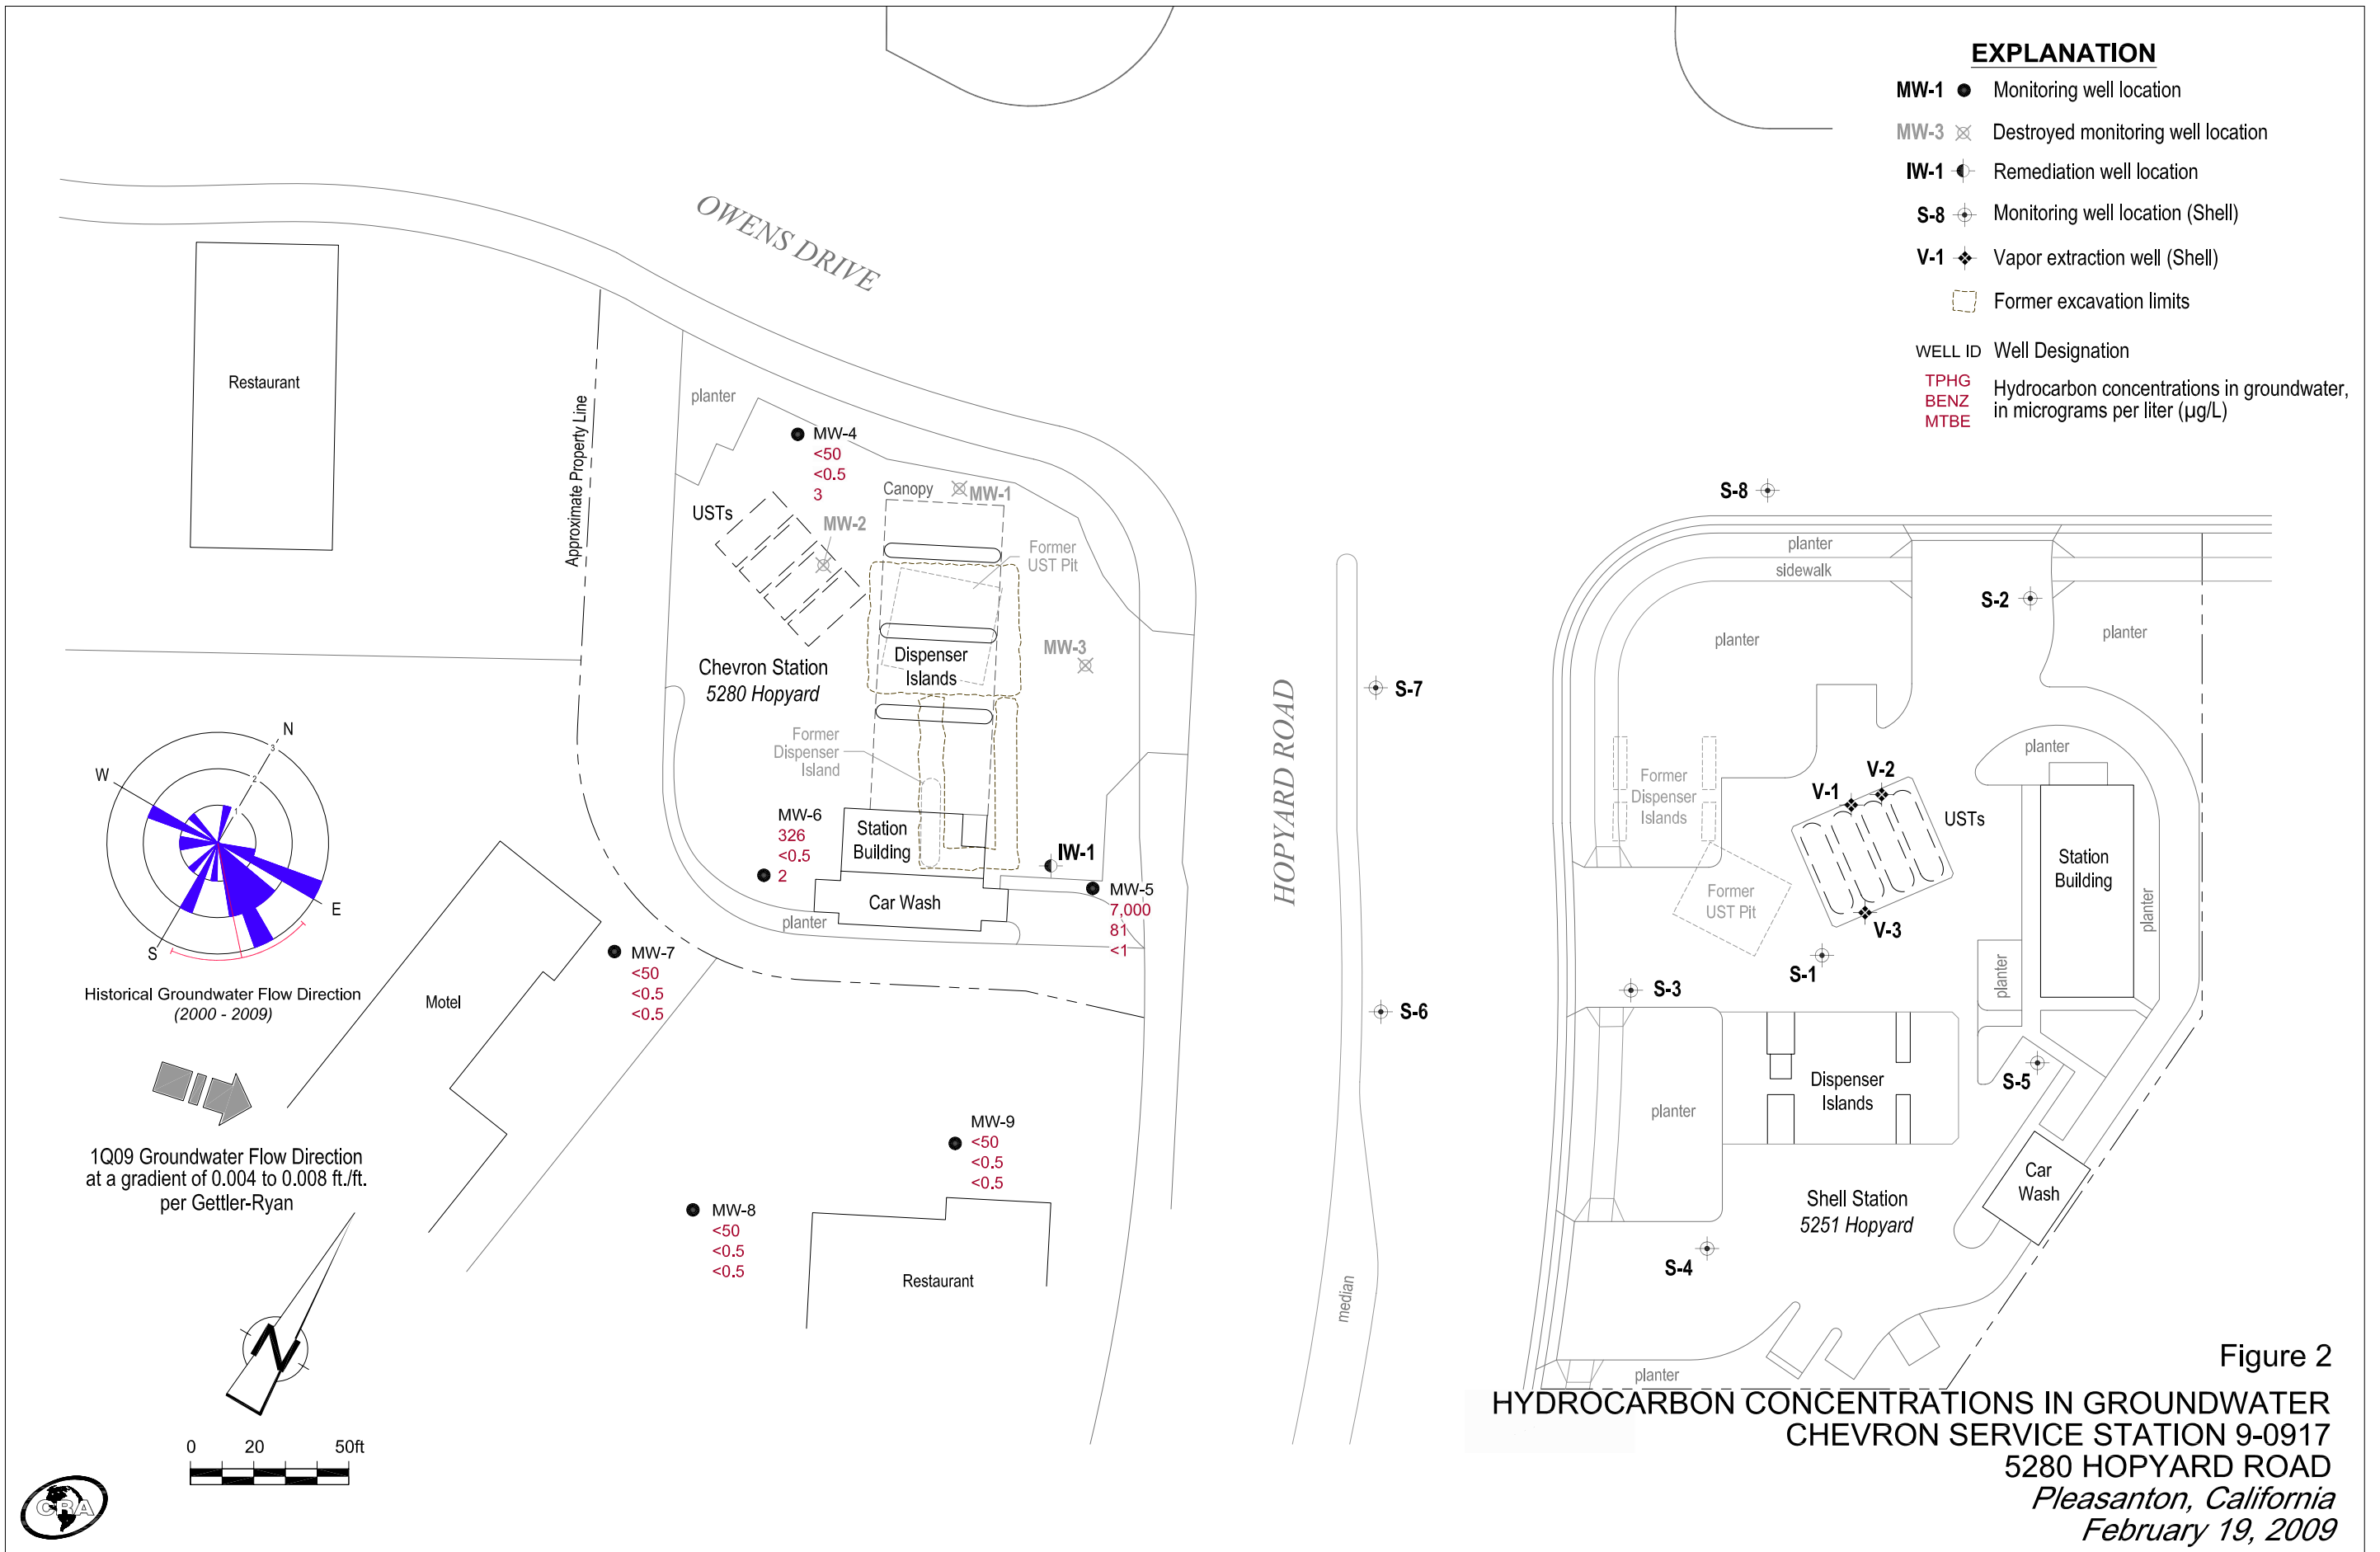 EXPLANATION
MW-1 Monitoring well location
MW-3 Destroyed monitoring well location
IW-1 Remediation well location
S-8 Monitoring well location (Shell)
V-1 Vapor extraction well (Shell)
Former excavation limits
WELL ID Well Designation
TPHG
BENZ
MTBE
Hydrocarbon concentrations in groundwater,
in micrograms per liter (µg/L)
OWENS DRIVE
Restaurant
Approximate Property Line
planter
MW-4
<50
<0.5
3
Canopy
MW-1
USTs
MW-2
Former
UST Pit
MW-3
Dispenser
Islands
Chevron Station
5280 Hopyard
Former
Dispenser
Island
MW-6
326
<0.5
2
Station
Building
IW-1
Car Wash
planter
MW-5
7,000
81
<1
HOPYARD ROAD
S-7
S-6
median
N
3
2
1
W
E
S
Historical Groundwater Flow Direction
(2000 - 2009)
Motel
MW-7
<50
<0.5
<0.5
1Q09 Groundwater Flow Direction
at a gradient of 0.004 to 0.008 ft./ft.
per Gettler-Ryan
MW-9
<50
<0.5
<0.5
MW-8
<50
<0.5
<0.5
Restaurant
N
0 20 50ft
CRA
S-8
planter
sidewalk
S-2
planter
planter
planter
Former
Dispenser
Islands
V-1
V-2
USTs
Station
Building
Former
UST Pit
V-3
planter
S-1
planter
S-3
S-5
Dispenser
Islands
planter
Car
Wash
Shell Station
5251 Hopyard
S-4
planter
Figure 2
HYDROCARBON CONCENTRATIONS IN GROUNDWATER
CHEVRON SERVICE STATION 9-0917
5280 HOPYARD ROAD
Pleasanton, California
February 19, 2009